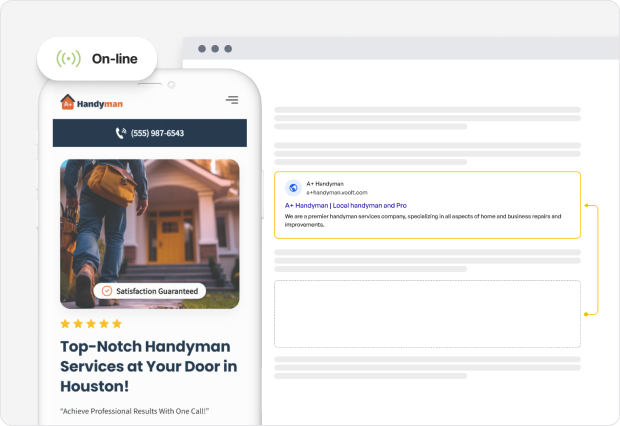 On-line
A+ Handyman
(555) 987-6543
Satisfaction Guaranteed
Top-Notch Handyman
Services at Your Door in
Houston!
“Achieve Professional Results With One Call!”
A+ Handyman
a+handyman.voolt.com
A+ Handyman | Local handyman and Pro
We are a premier handyman services company, specializing in all aspects of home and business repairs and
improvements.